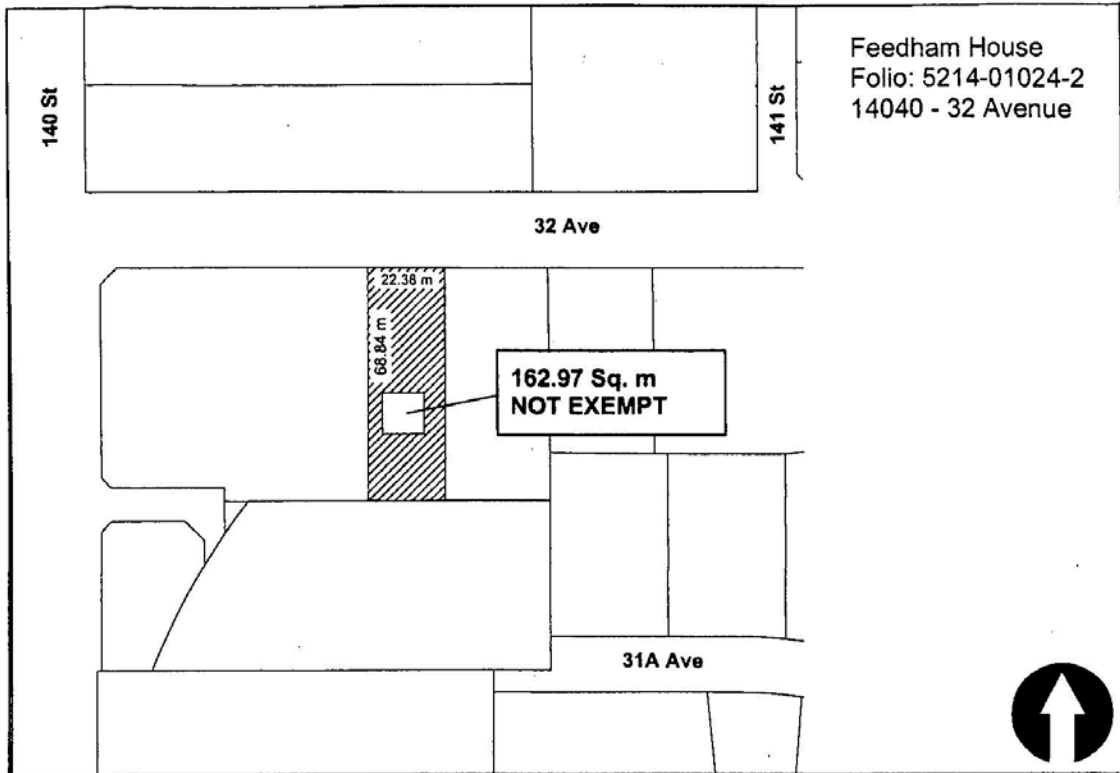 Feedham House
Folio: 5214-01024-2
14040 - 32 Avenue
140 St
141 St
32 Ave
22.38 m
68.84 m
162.97 Sq. m
NOT EXEMPT
31A Ave